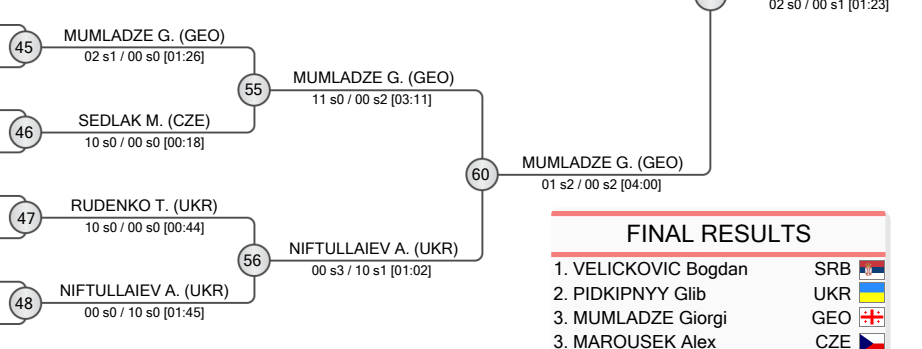 02 s0 / 00 s1 [01:23]
45
MUMLADZE G. (GEO)
02 s1 / 00 s0 [01:26]
55
MUMLADZE G. (GEO)
11 s0 / 00 s2 [03:11]
46
SEDLAK M. (CZE)
10 s0 / 00 s0 [00:18]
60
MUMLADZE G. (GEO)
01 s2 / 00 s2 [04:00]
47
RUDENKO T. (UKR)
10 s0 / 00 s0 [00:44]
56
NIFTULLAIEV A. (UKR)
00 s3 / 10 s1 [01:02]
48
NIFTULLAIEV A. (UKR)
00 s0 / 10 s0 [01:45]
FINAL RESULTS
1. VELICKOVIC Bogdan SRB
2. PIDKIPNYY Glib UKR
3. MUMLADZE Giorgi GEO
3. MAROUSEK Alex CZE